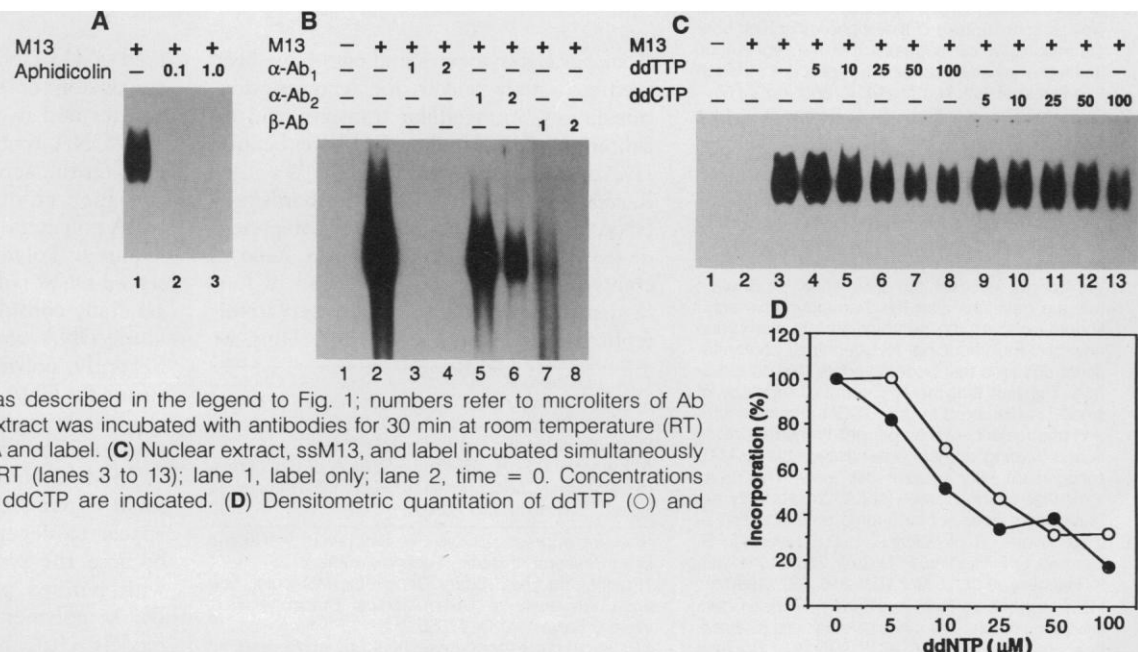 A
M13 + + +
Aphidicolin – 0.1 1.0
1 2 3
B
M13 – + + + + + + +
α-Ab1 – – 1 2 – – – –
α-Ab2 – – – – 1 2 – –
β-Ab – – – – – – 1 2
1 2 3 4 5 6 7 8
C
M13 – + + + + + + + + + + + +
ddTTP – – – 5 10 25 50 100 – – – – –
ddCTP – – – – – – – – 5 10 25 50 100
1 2 3 4 5 6 7 8 9 10 11 12 13
as described in the legend to Fig. 1; numbers refer to microliters of Ab
xtract was incubated with antibodies for 30 min at room temperature (RT)
A and label. (C) Nuclear extract, ssM13, and label incubated simultaneously
RT (lanes 3 to 13); lane 1, label only; lane 2, time = 0. Concentrations
ddCTP are indicated. (D) Densitometric quantitation of ddTTP (○) and
D
Incorporation (%)
120
100
80
60
40
20
0
0 5 10 25 50 100
ddNTP (µM)